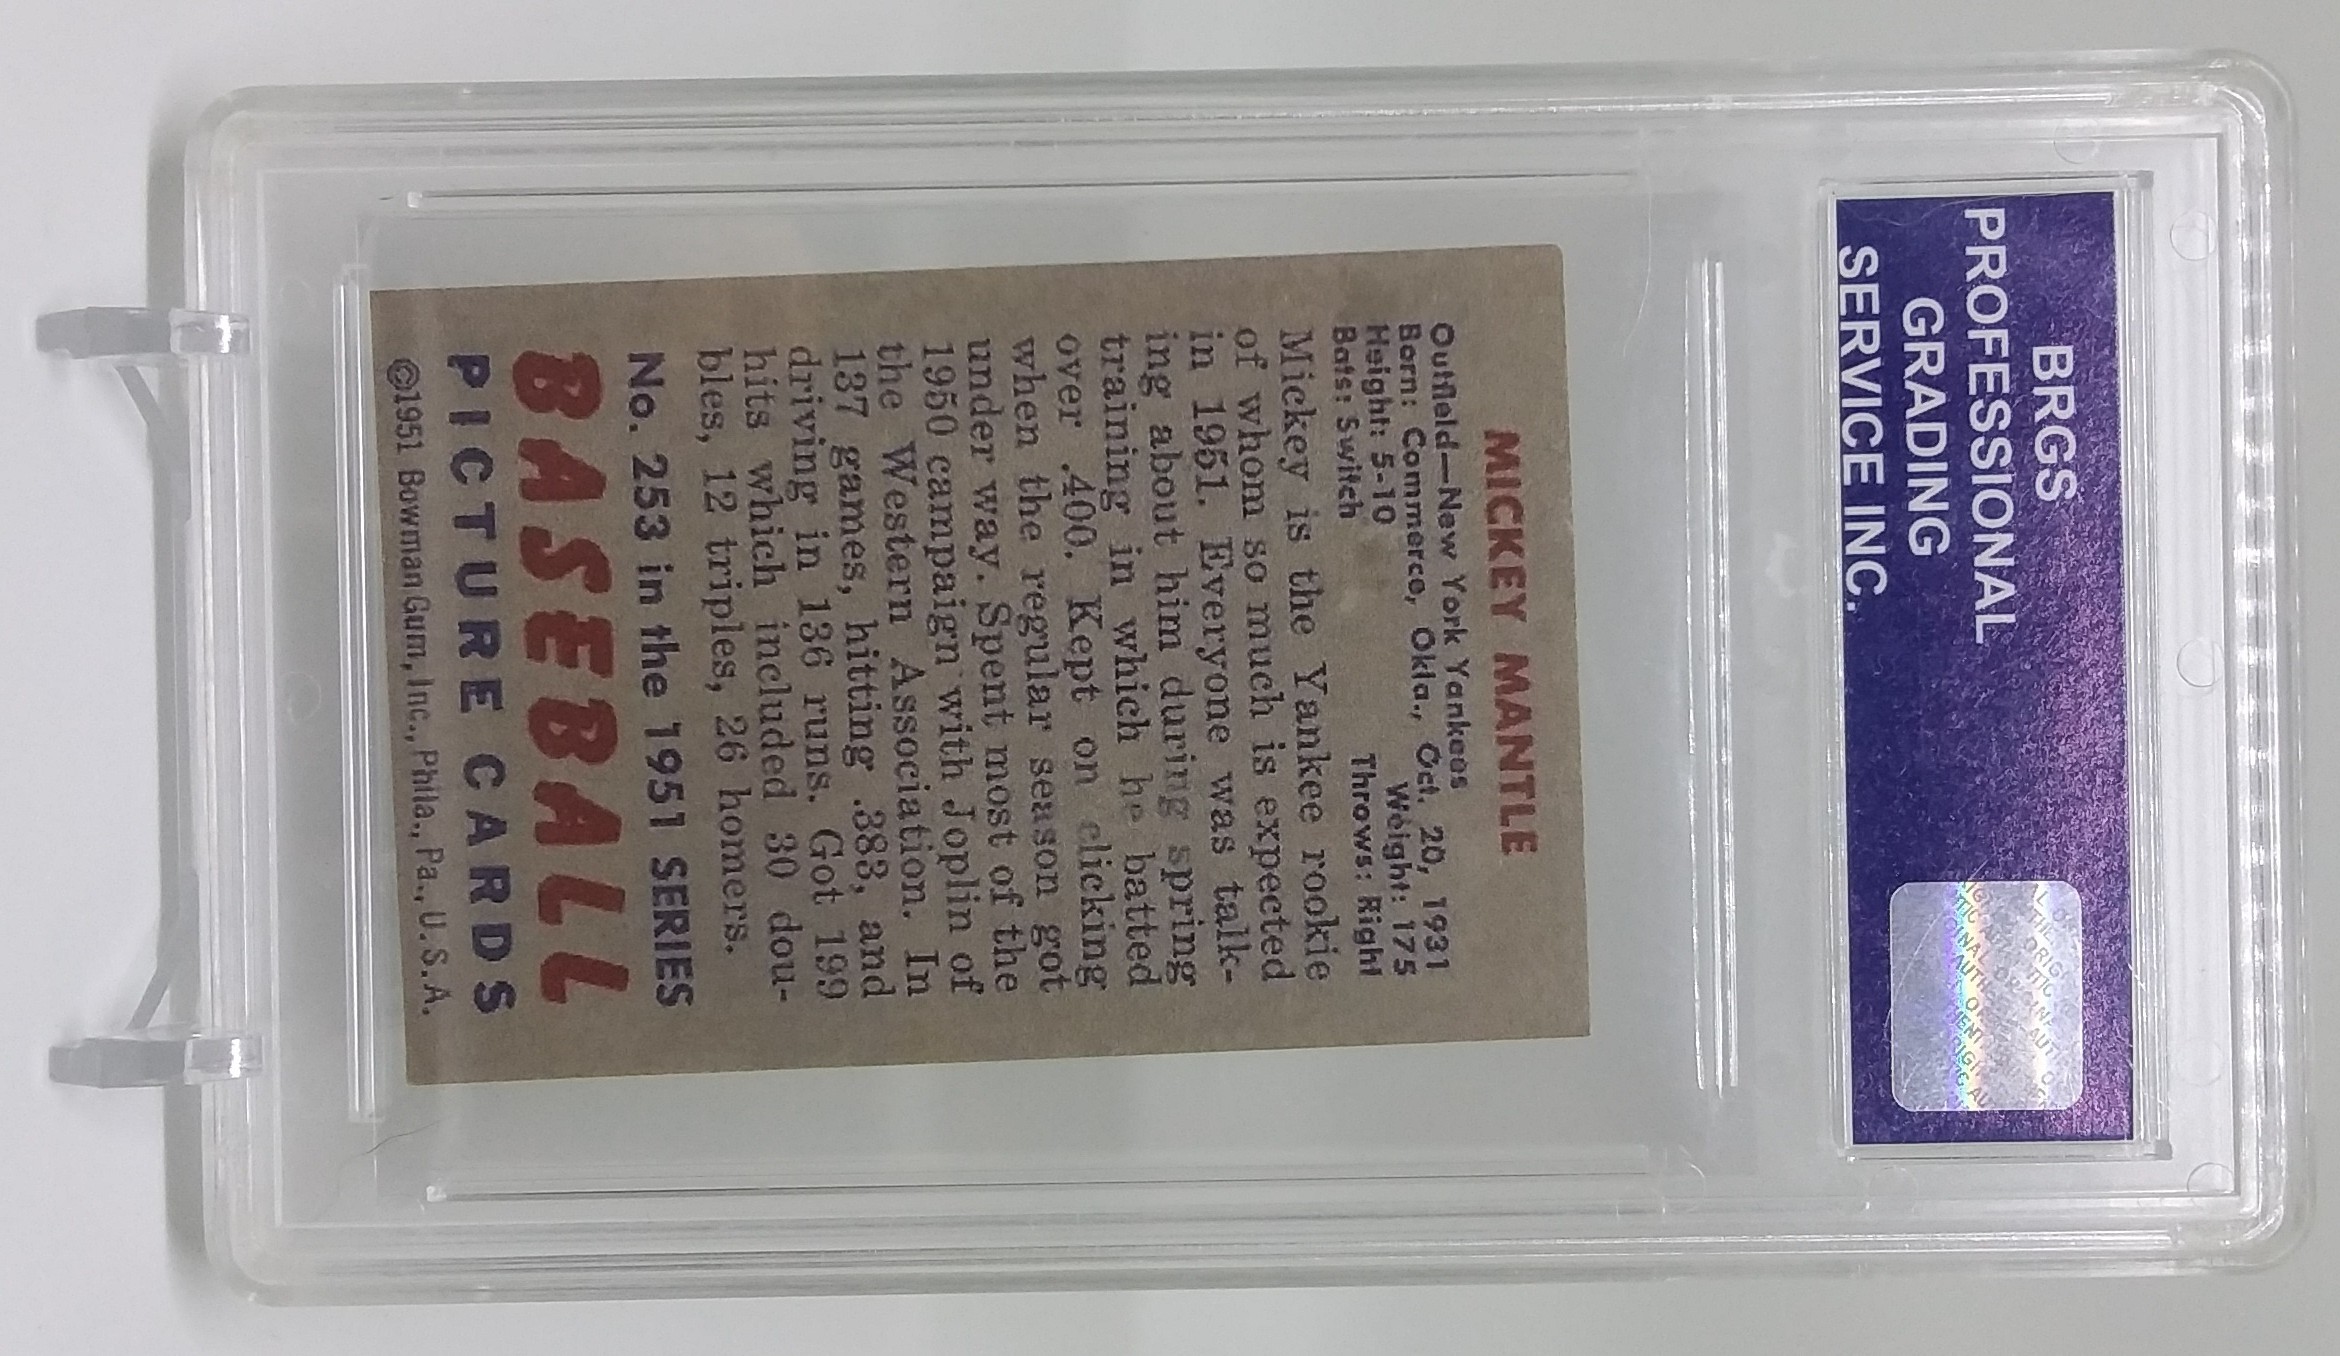 BRGS
PROFESSIONAL
GRADING
SERVICE INC.
MICKEY MANTLE
Outfield—New York Yankees
Born: Commerce, Okla., Oct. 20, 1931
Height: 5-10 Weight: 175
Bats: Switch Throws: Right
Mickey is the Yankee rookie
of whom so much is expected
in 1951. Everyone was talk-
ing about him during spring
training in which he batted
over .400. Kept on clicking
when the regular season got
under way. Spent most of the
1950 campaign with Joplin of
the Western Association. In
137 games, hitting .383, and
driving in 136 runs. Got 199
hits which included 30 dou-
bles, 12 triples, 26 homers.
No. 253 in the 1951 SERIES
BASEBALL
PICTURE CARDS
©1951 Bowman Gum, Inc., Phila., Pa., U.S.A.